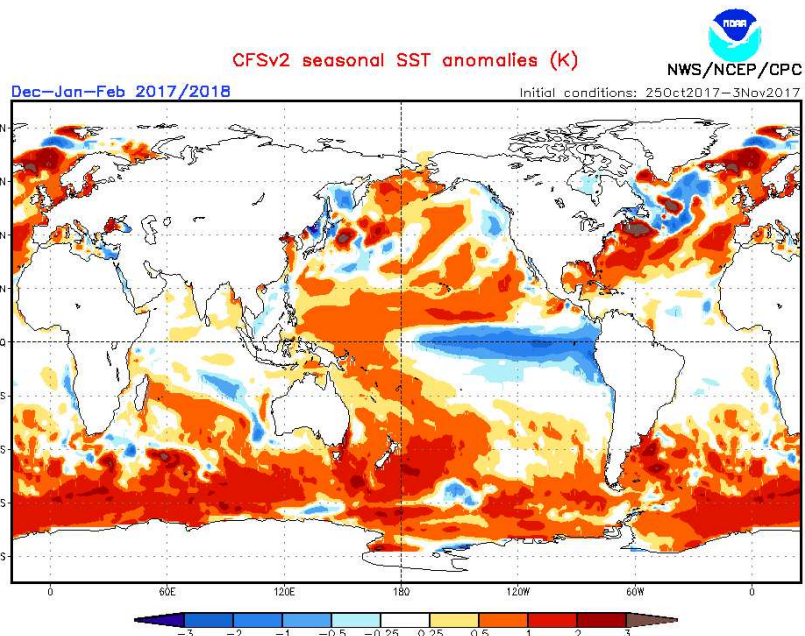 NOAA
CFSv2 seasonal SST anomalies (K)
NWS/NCEP/CPC
Dec-Jan-Feb 2017/2018
Initial conditions: 25Oct2017-3Nov2017
N
N
N
N
Q
S
S
S
S
0 60E 120E 180 120W 60W 0
-3 -2 -1 -0.5 -0.25 0.25 0.5 1 2 3